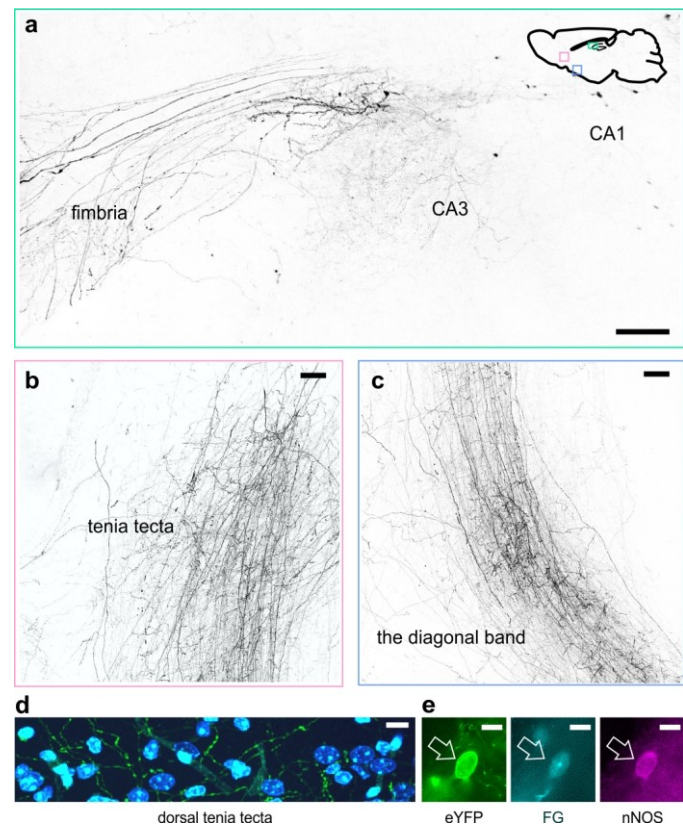 a
CA1
fimbria
CA3
b
c
tenia tecta
the diagonal band
d
e
dorsal tenia tecta
eYFP
FG
nNOS